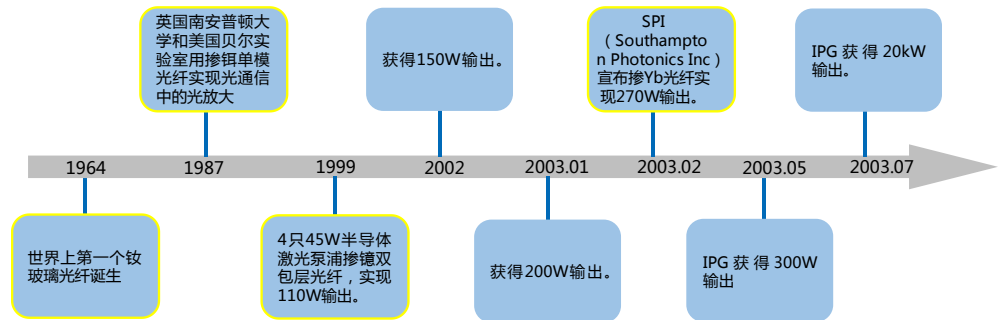 英国南安普顿大
学和美国贝尔实
验室用掺铒单模
光纤实现光通信
中的光放大
获得150W输出。
SPI
（Southampto
n Photonics Inc）
宣布掺Yb光纤实
现270W输出。
IPG 获 得 20kW
输出。
1964
1987
1999
2002
2003.01
2003.02
2003.05
2003.07
世界上第一个钕
玻璃光纤诞生
4只45W半导体
激光泵浦掺镱双
包层光纤，实现
110W输出。
获得200W输出。
IPG 获 得 300W
输出